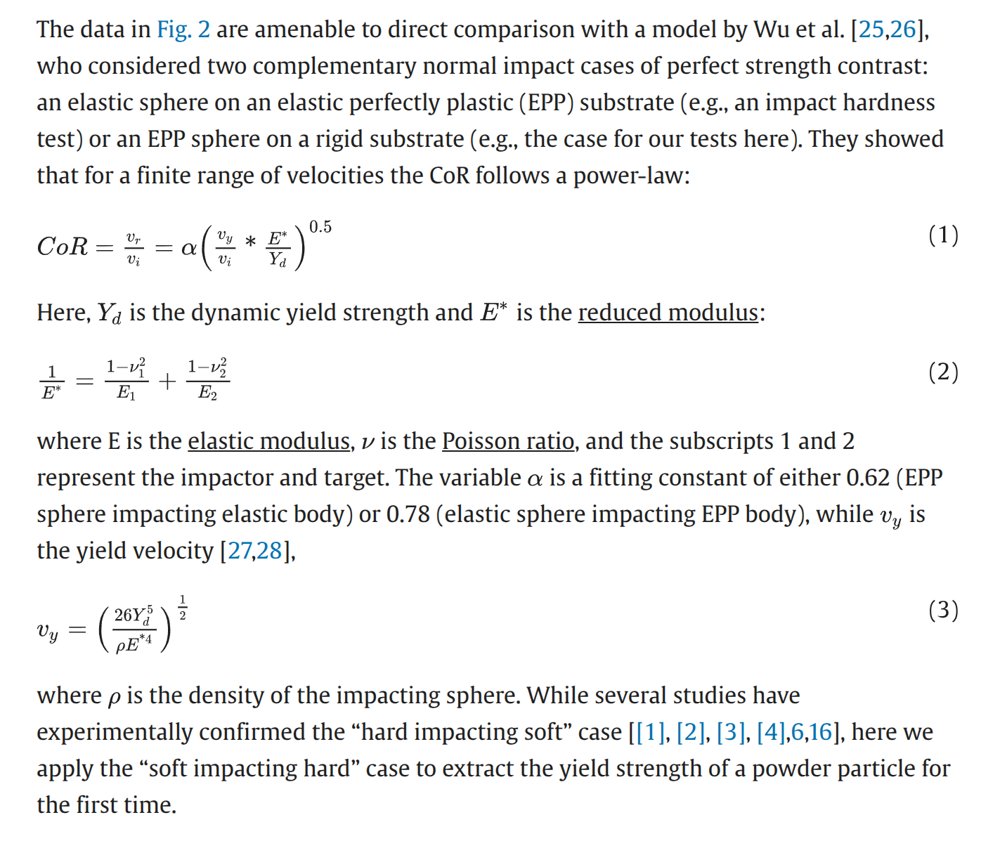 The data in Fig. 2 are amenable to direct comparison with a model by Wu et al. [25,26],
who considered two complementary normal impact cases of perfect strength contrast:
an elastic sphere on an elastic perfectly plastic (EPP) substrate (e.g., an impact hardness
test) or an EPP sphere on a rigid substrate (e.g., the case for our tests here). They showed
that for a finite range of velocities the CoR follows a power-law:
$CoR = \frac{v_r}{v_i} = \alpha \left( \frac{v_y}{v_i} * \frac{E^*}{Y_d} \right)^{0.5}$ (1)
Here, $Y_d$ is the dynamic yield strength and $E^*$ is the reduced modulus:
$\frac{1}{E^*} = \frac{1-\nu_1^2}{E_1} + \frac{1-\nu_2^2}{E_2}$ (2)
where E is the elastic modulus, $\nu$ is the Poisson ratio, and the subscripts 1 and 2
represent the impactor and target. The variable $\alpha$ is a fitting constant of either 0.62 (EPP
sphere impacting elastic body) or 0.78 (elastic sphere impacting EPP body), while $v_y$ is
the yield velocity [27,28],
$v_y = \left( \frac{26Y_d^5}{\rho E^{*4}} \right)^{\frac{1}{2}}$ (3)
where $\rho$ is the density of the impacting sphere. While several studies have
experimentally confirmed the “hard impacting soft” case [[1], [2], [3], [4],6,16], here we
apply the “soft impacting hard” case to extract the yield strength of a powder particle for
the first time.